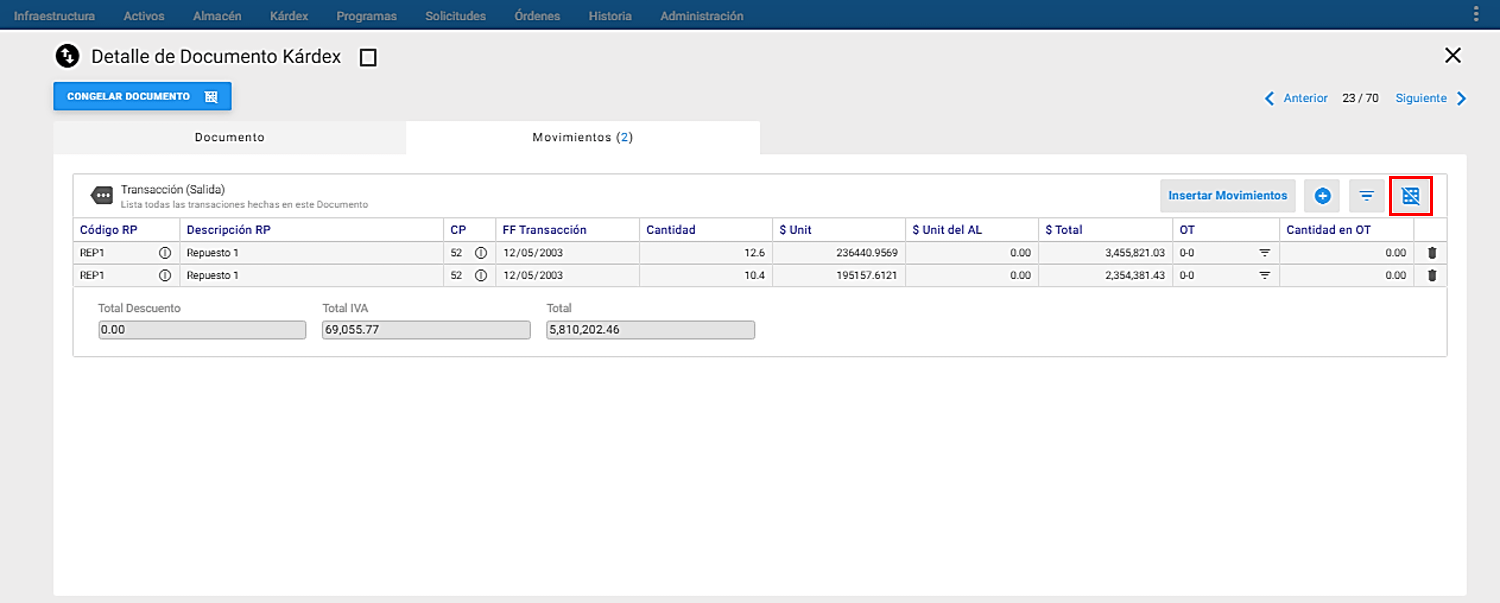 Infraestructura Activos Almacén Kárdex Programas Solicitudes Órdenes Historia Administración
Detalle de Documento Kárdex
CONGELAR DOCUMENTO
Anterior 23 / 70 Siguiente
Documento Movimientos (2)
Transacción (Salida)
Lista todas las transaciones hechas en este Documento
Insertar Movimientos
Código RP Descripción RP CP FF Transacción Cantidad $ Unit $ Unit del AL $ Total OT Cantidad en OT
REP1 Repuesto 1 52 12/05/2003 12.6 236440.9569 0.00 3,455,821.03 0-0 0.00
REP1 Repuesto 1 52 12/05/2003 10.4 195157.6121 0.00 2,354,381.43 0-0 0.00
Total Descuento Total IVA Total
0.00 69,055.77 5,810,202.46